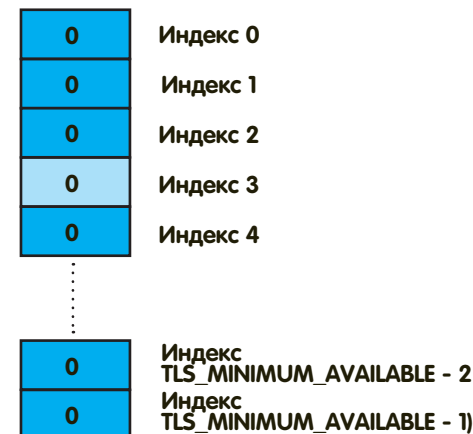 0 Индекс 0
0 Индекс 1
0 Индекс 2
0 Индекс 3
0 Индекс 4
0 Индекс
TLS_MINIMUM_AVAILABLE - 2
0 Индекс
TLS_MINIMUM_AVAILABLE - 1)